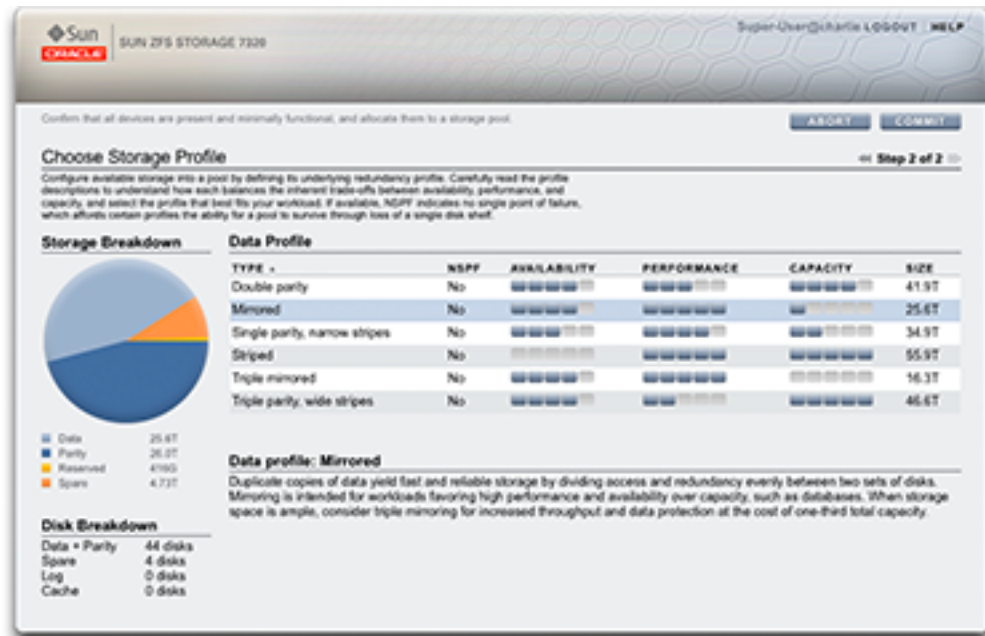 Sun
ORACLE
SUN ZFS STORAGE 7320
Super-User@charlie LOGOUT HELP
Confirm that all devices are present and minimally functional, and allocate them to a storage pool.
ABORT COMMIT
Choose Storage Profile
Step 2 of 2
Configure available storage into a pool by defining its underlying redundancy profile. Carefully read the profile
descriptions to understand how each balances the inherent trade-offs between availability, performance, and
capacity, and select the profile that best fits your workload. If available, NSPF indicates no single point of failure,
which affords certain profiles the ability for a pool to survive through loss of a single disk shelf.
Storage Breakdown
Data 25.6T
Parity 26.0T
Reserved 416G
Spare 4.73T
Disk Breakdown
Data + Parity 44 disks
Spare 4 disks
Log 0 disks
Cache 0 disks
Data Profile
TYPE NSPF AVAILABILITY PERFORMANCE CAPACITY SIZE
Double parity No 41.9T
Mirrored No 25.6T
Single parity, narrow stripes No 34.9T
Striped No 55.9T
Triple mirrored No 16.3T
Triple parity, wide stripes No 46.6T
Data profile: Mirrored
Duplicate copies of data yield fast and reliable storage by dividing access and redundancy evenly between two sets of disks.
Mirroring is intended for workloads favoring high performance and availability over capacity, such as databases. When storage
space is ample, consider triple mirroring for increased throughput and data protection at the cost of one-third total capacity.